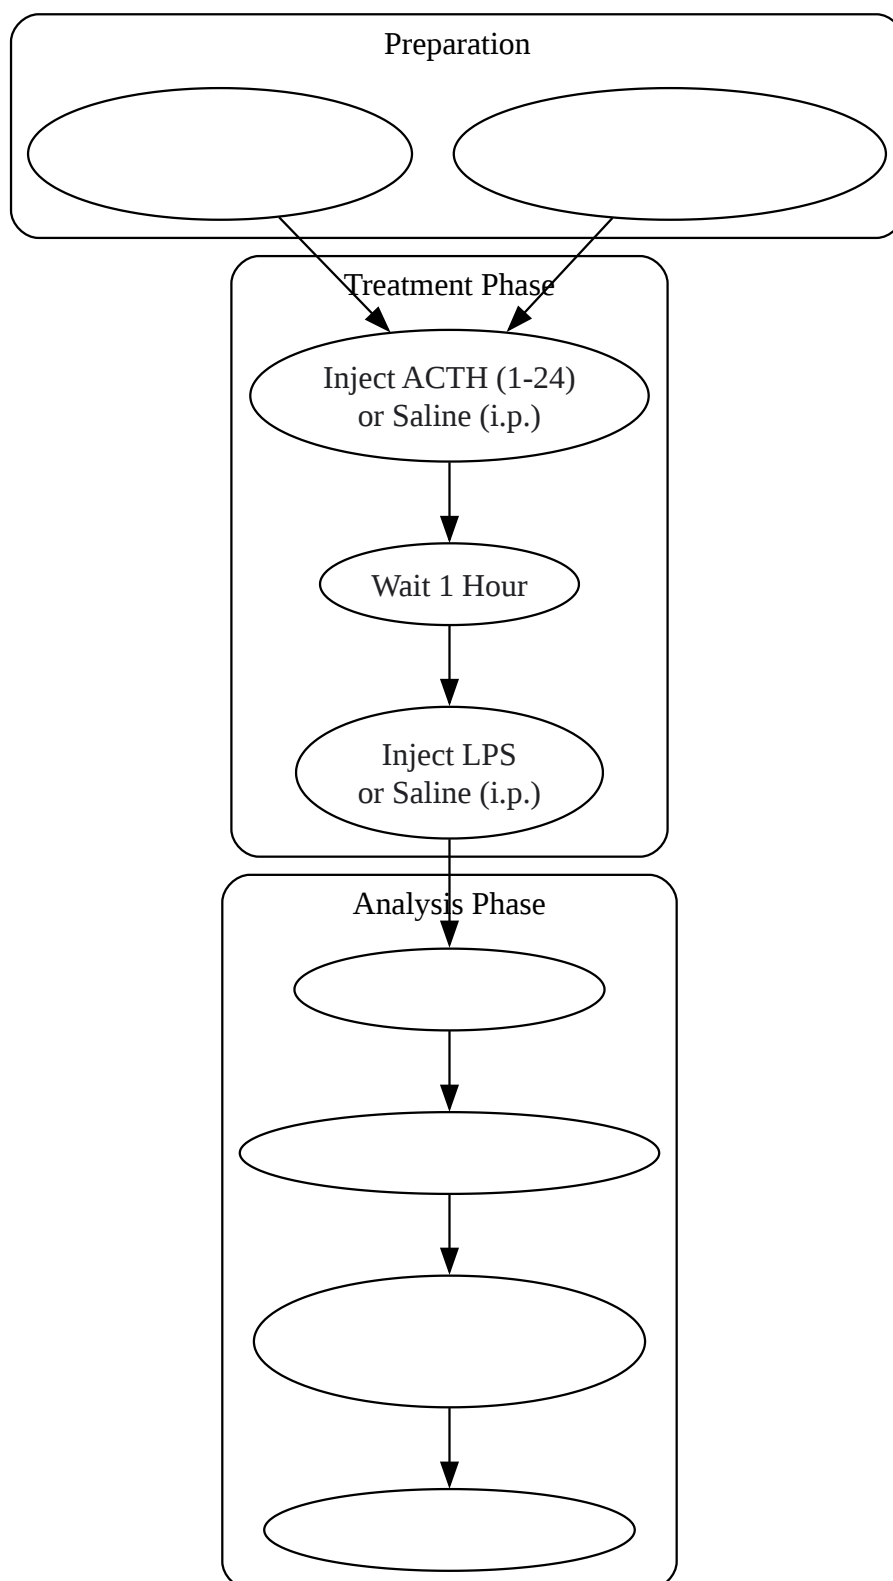 Preparation
Treatment Phase
Inject ACTH (1-24)
or Saline (i.p.)
Wait 1 Hour
Inject LPS
or Saline (i.p.)
Analysis Phase